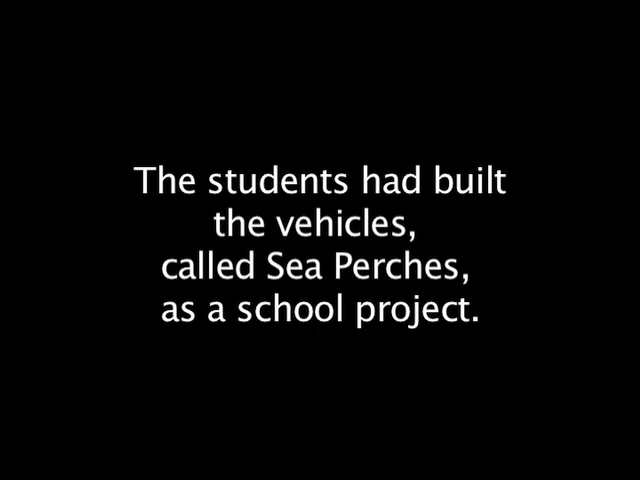 The students had built
the vehicles,
called Sea Perches,
as a school project.